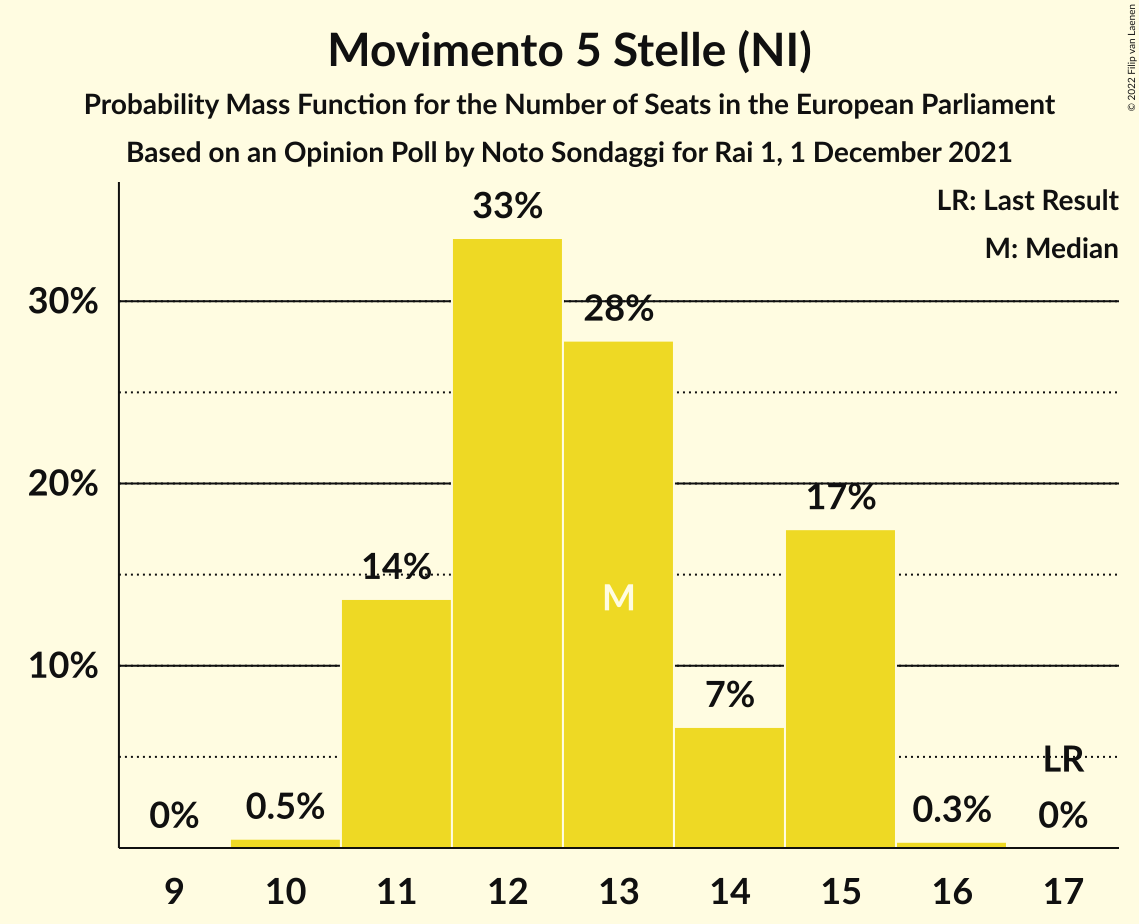 Movimento 5 Stelle (NI)
Probability Mass Function for the Number of Seats in the European Parliament
Based on an Opinion Poll by Noto Sondaggi for Rai 1, 1 December 2021
© 2022 Filip van Laenen
LR: Last Result
M: Median
33%
30%
28%
20%
17%
14%
M
10%
7%
LR
0%
0.5%
0.3%
0%
9 10 11 12 13 14 15 16 17